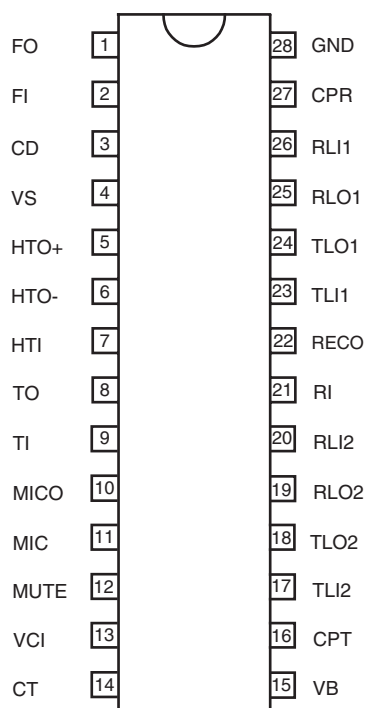 FO 1 28 GND
FI 2 27 CPR
CD 3 26 RLI1
VS 4 25 RLO1
HTO+ 5 24 TLO1
HTO- 6 23 TLI1
HTI 7 22 RECO
TO 8 21 RI
TI 9 20 RLI2
MICO 10 19 RLO2
MIC 11 18 TLO2
MUTE 12 17 TLI2
VCI 13 16 CPT
CT 14 15 VB